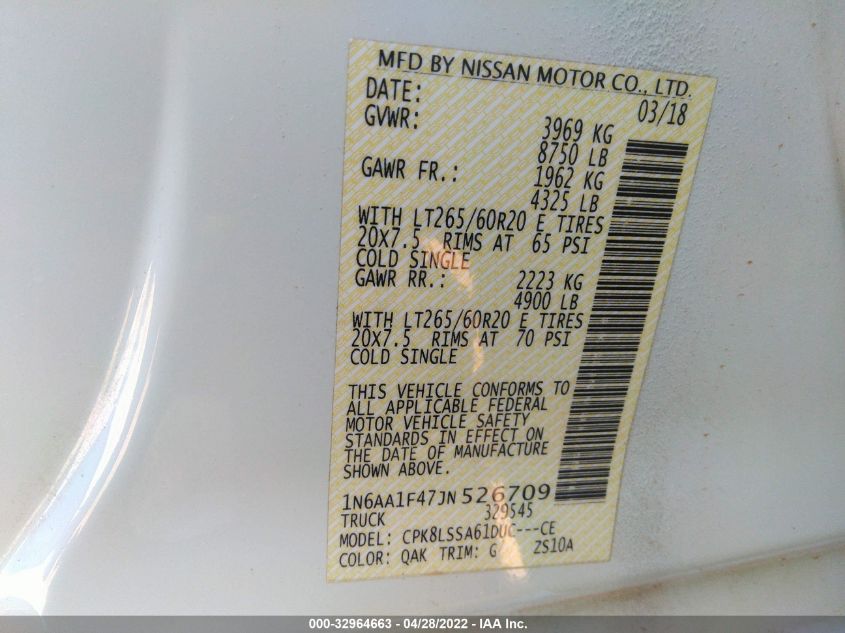 MFD BY NISSAN MOTOR CO., LTD.
DATE: 03/18
GVWR: 3969 KG
8750 LB
GAWR FR.: 1962 KG
4325 LB
WITH LT265/60R20 E TIRES
20X7.5 RIMS AT 65 PSI
COLD SINGLE
GAWR RR.: 2223 KG
4900 LB
WITH LT265/60R20 E TIRES
20X7.5 RIMS AT 70 PSI
COLD SINGLE
THIS VEHICLE CONFORMS TO
ALL APPLICABLE FEDERAL
MOTOR VEHICLE SAFETY
STANDARDS IN EFFECT ON
THE DATE OF MANUFACTURE
SHOWN ABOVE.
1N6AA1F47JN526709
TRUCK 329545
MODEL: CPK8LSSA61DUC---CE
COLOR: QAK TRIM: G ZS10A
000-32964663 - 04/28/2022 - IAA Inc.